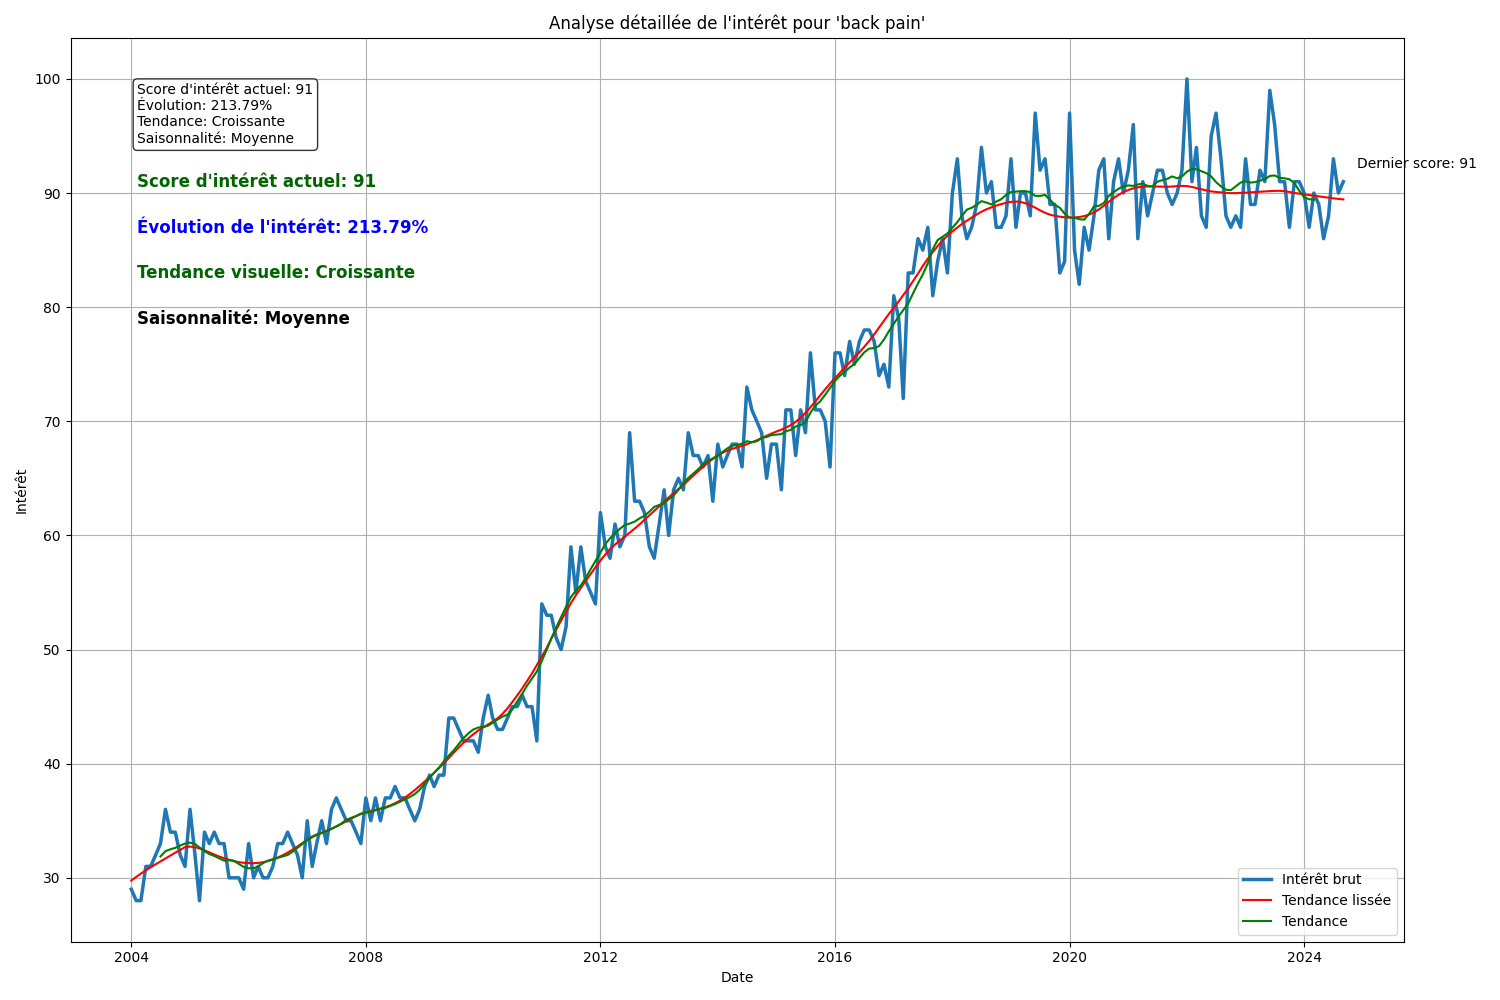 Analyse détaillée de l'intérêt pour 'back pain'
100
90
80
70
60
50
40
30
Intérêt
Score d'intérêt actuel: 91
Évolution: 213.79%
Tendance: Croissante
Saisonnalité: Moyenne
Score d'intérêt actuel: 91
Évolution de l'intérêt: 213.79%
Tendance visuelle: Croissante
Saisonnalité: Moyenne
Dernier score: 91
Intérêt brut
Tendance lissée
Tendance
2004 2008 2012 2016 2020 2024
Date